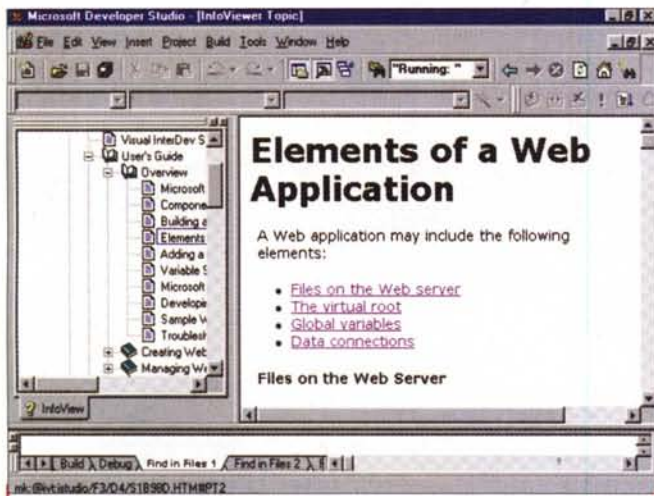 Microsoft Developer Studio - [InfoViewer Topic]
File Edit View Insert Project Build Tools Window Help
"Running: "
Visual InterDev S
User's Guide
Overview
Microsoft
Compone
Building a
Elements
Adding a
Variable S
Microsoft
Develope
Sample W
Troublesh
Creating Web
Managing We
InfoView
Elements of a Web
Application
A Web application may include the following
elements:
Files on the Web server
The virtual root
Global variables
Data connections
Files on the Web Server
Build Debug Find in Files 1 Find in Files 2